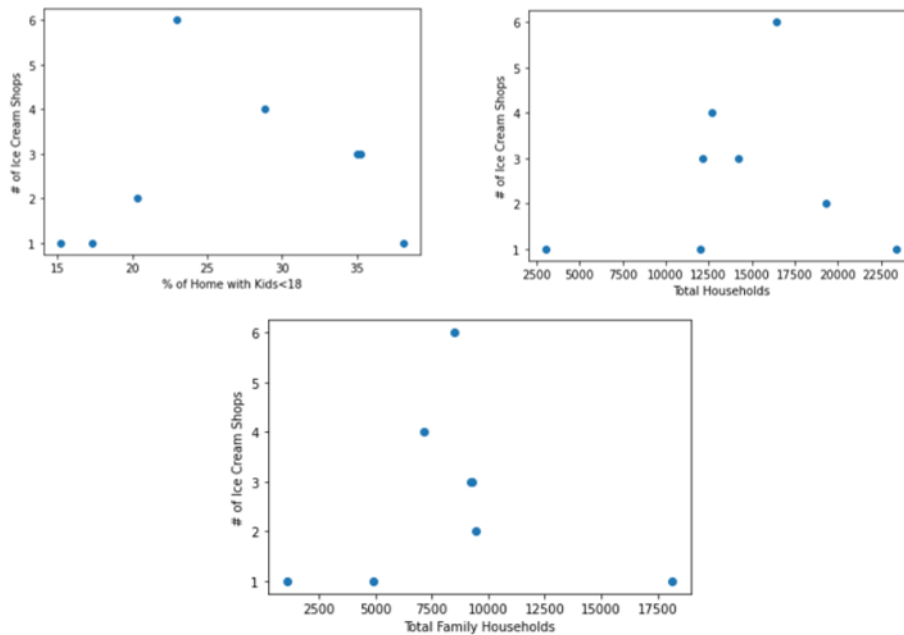 6
5
4
3
2
1
# of Ice Cream Shops
15 20 25 30 35
% of Home with Kids<18
6
5
4
3
2
1
# of Ice Cream Shops
2500 5000 7500 10000 12500 15000 17500 20000 22500
Total Households
6
5
4
3
2
1
# of Ice Cream Shops
2500 5000 7500 10000 12500 15000 17500
Total Family Households